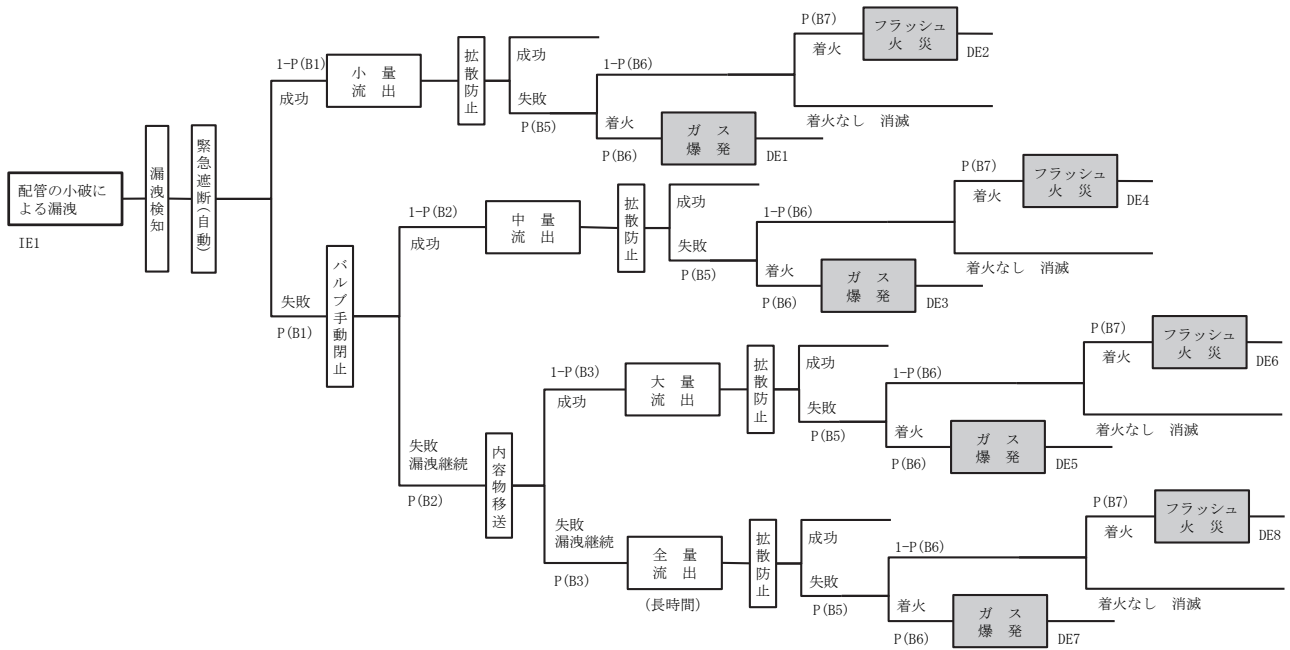 配管の小破に
よる漏洩
IE1
漏洩検知
緊急遮断(自動)
1-P(B1)
成功
小　量
流　出
拡散防止
成功
失敗
P(B5)
1-P(B6)
着火
P(B6)
ガ　ス
爆　発
DE1
P(B7)
着火
フラッシュ
火　災
DE2
着火なし　消滅
失敗
P(B1)
バルブ手動閉止
1-P(B2)
成功
中　量
流　出
拡散防止
成功
失敗
P(B5)
1-P(B6)
着火
P(B6)
ガ　ス
爆　発
DE3
P(B7)
着火
フラッシュ
火　災
DE4
着火なし　消滅
失敗
漏洩継続
P(B2)
内容物移送
1-P(B3)
成功
大　量
流　出
拡散防止
成功
失敗
P(B5)
1-P(B6)
着火
P(B6)
ガ　ス
爆　発
DE5
P(B7)
着火
フラッシュ
火　災
DE6
着火なし　消滅
失敗
漏洩継続
P(B3)
全　量
流　出
(長時間)
拡散防止
成功
失敗
P(B5)
1-P(B6)
着火
P(B6)
ガ　ス
爆　発
DE7
P(B7)
着火
フラッシュ
火　災
DE8
着火なし　消滅